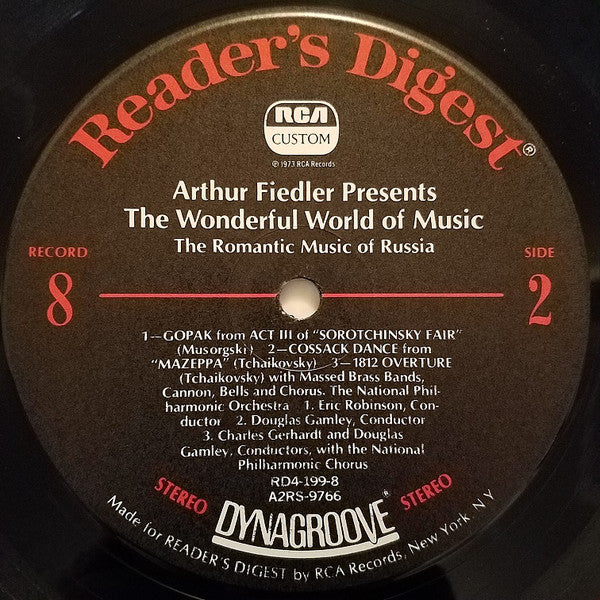 Reader's Digest®
RCA
CUSTOM
℗ 1973 RCA Records
Arthur Fiedler Presents
The Wonderful World of Music
The Romantic Music of Russia
RECORD
8
SIDE
2
1—GOPAK from ACT III of "SOROTCHINSKY FAIR"
(Musorgski) 2—COSSACK DANCE from
"MAZEPPA" (Tchaikovsky) 3—1812 OVERTURE
(Tchaikovsky) with Massed Brass Bands,
Cannon, Bells and Chorus. The National Phil-
harmonic Orchestra 1. Eric Robinson, Con-
ductor 2. Douglas Gamley, Conductor
3. Charles Gerhardt and Douglas
Gamley, Conductors, with the National
Philharmonic Chorus
RD4-199-8
A2RS-9766
STEREO
DYNAGROOVE®
STEREO
Made for READER'S DIGEST by RCA Records, New York, N Y